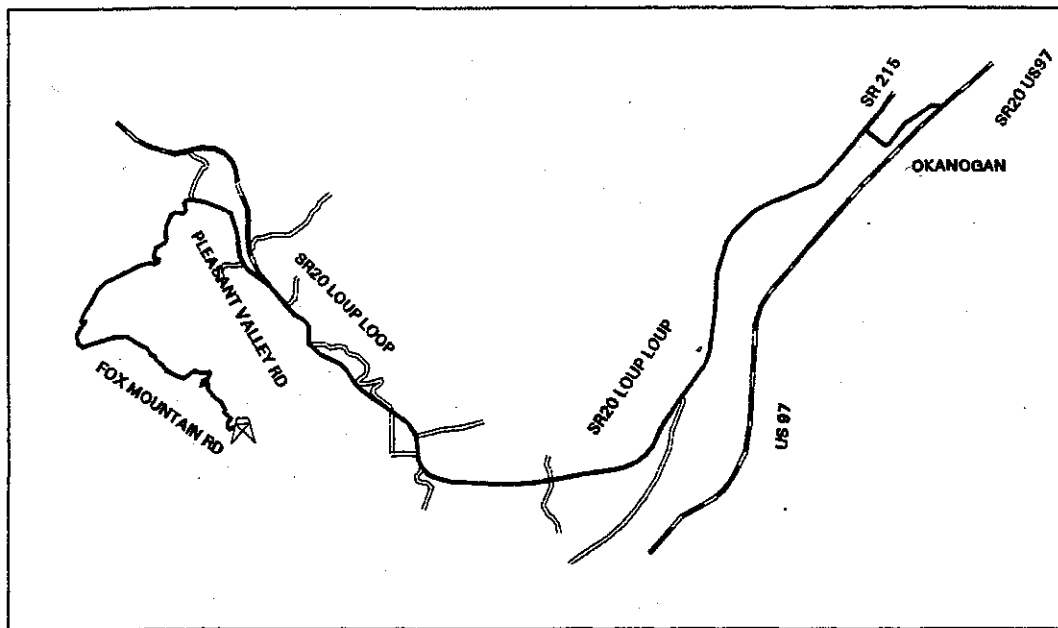 SR 215
SR20 US97
OKANOGAN
PLEASANT VALLEY RD
SR20 LOUP LOOP
SR20 LOUP LOUP
FOX MOUNTAIN RD
US 97